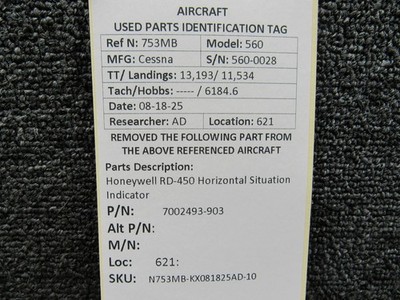 AIRCRAFT
USED PARTS IDENTIFICATION TAG
Ref N: 753MB Model: 560
MFG: Cessna S/N: 560-0028
TT/ Landings: 13,193/ 11,534
Tach/Hobbs: ----- / 6184.6
Date: 08-18-25
Researcher: AD Location: 621
REMOVED THE FOLLOWING PART FROM
THE ABOVE REFERENCED AIRCRAFT
Parts Description:
Honeywell RD-450 Horizontal Situation
Indicator
P/N: 7002493-903
Alt P/N:
M/N:
Loc: 621:
SKU: N753MB-KX081825AD-10